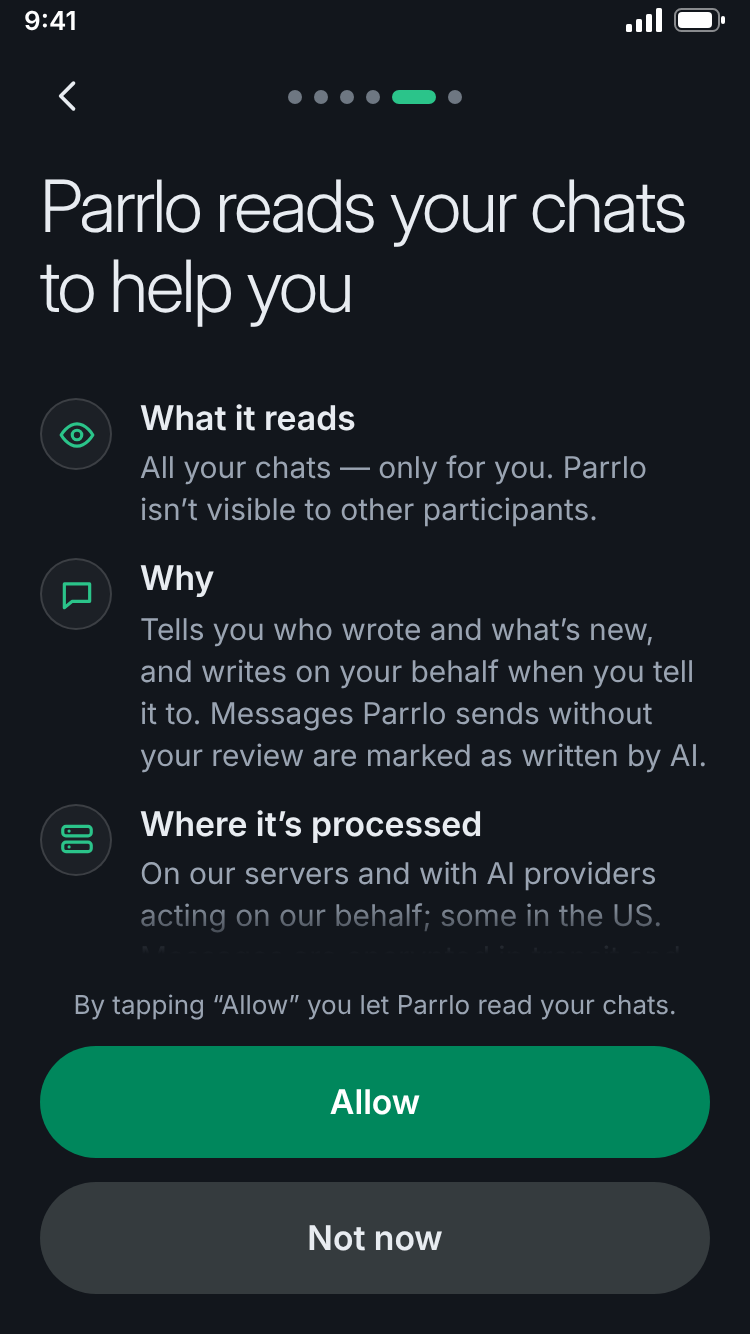 9:41
Parrlo reads your chats
to help you
What it reads
All your chats — only for you. Parrlo
isn’t visible to other participants.
Why
Tells you who wrote and what’s new,
and writes on your behalf when you tell
it to. Messages Parrlo sends without
your review are marked as written by AI.
Where it’s processed
On our servers and with AI providers
acting on our behalf; some in the US.
By tapping “Allow” you let Parrlo read your chats.
Allow
Not now